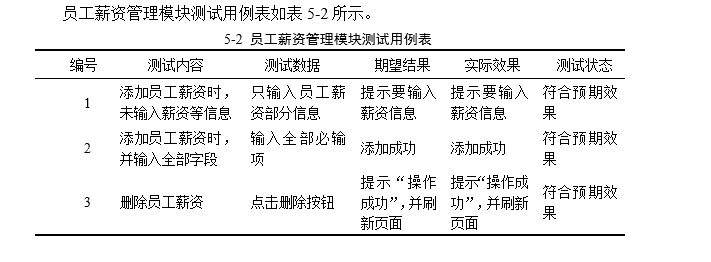 员工薪资管理模块测试用例表如表 5-2 所示。
5-2 员工薪资管理模块测试用例表
编号 测试内容 测试数据 期望结果 实际效果 测试状态
1 添加员工薪资时，未输入薪资等信息 只输入员工薪资部分信息 提示要输入薪资信息 提示要输入薪资信息 符合预期效果
2 添加员工薪资时，并输入全部字段 输入全部必输项 添加成功 添加成功 符合预期效果
3 删除员工薪资 点击删除按钮 提示“操作成功”，并刷新页面 提示“操作成功”，并刷新页面 符合预期效果